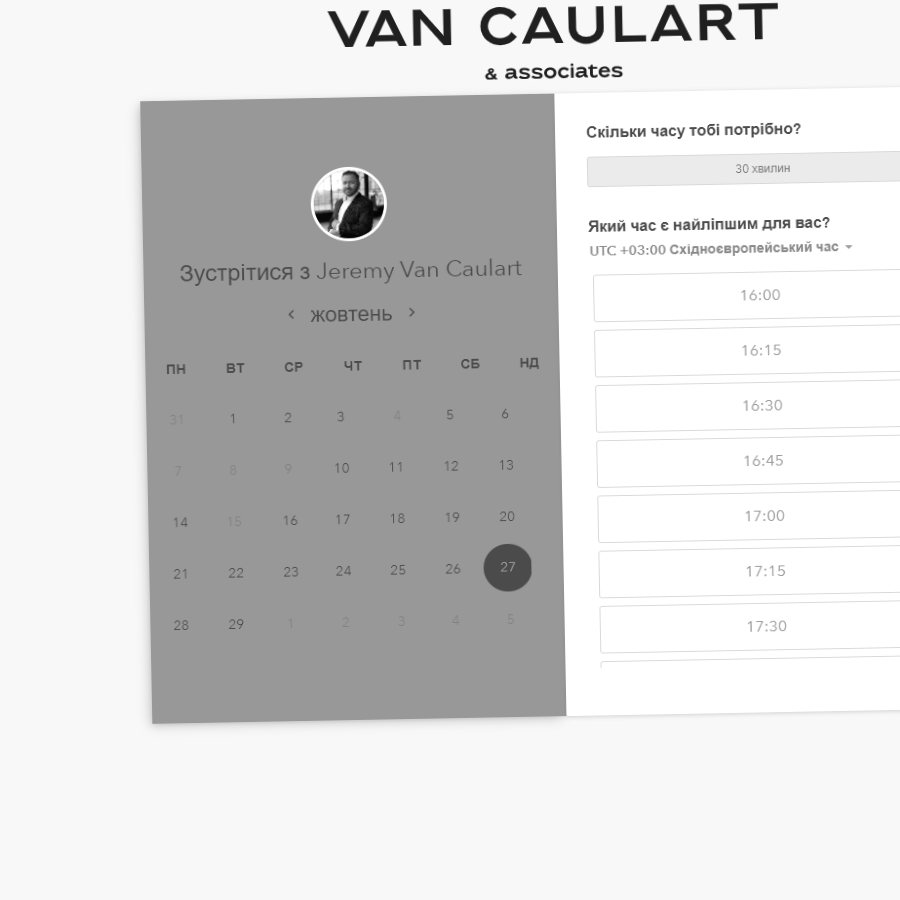 VAN CAULART
& associates
Зустрітися з Jeremy Van Caulart
‹ жовтень ›
ПН ВТ СР ЧТ ПТ СБ НД
31 1 2 3 4 5 6
7 8 9 10 11 12 13
14 15 16 17 18 19 20
21 22 23 24 25 26 27
28 29 1 2 3 4 5
Скільки часу тобі потрібно?
30 хвилин
Який час є найліпшим для вас?
UTC +03:00 Східноєвропейський час
16:00
16:15
16:30
16:45
17:00
17:15
17:30